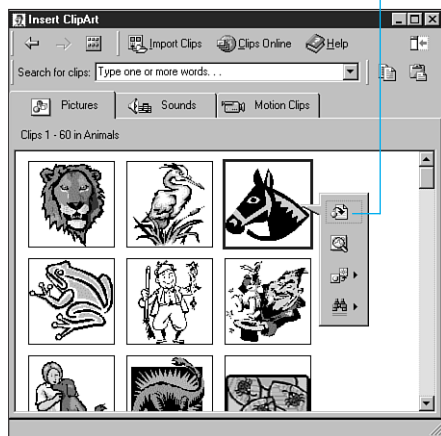 Insert ClipArt
Import Clips Clips Online Help
Search for clips: Type one or more words. . .
Pictures Sounds Motion Clips
Clips 1 - 60 in Animals